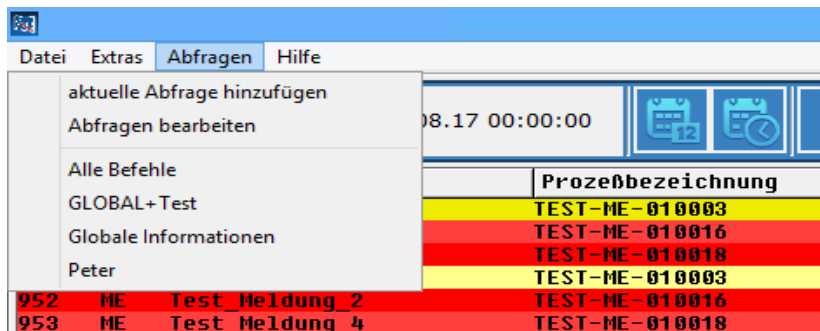 Datei Extras Abfragen Hilfe
aktuelle Abfrage hinzufügen
Abfragen bearbeiten
08.17 00:00:00
12
Alle Befehle
GLOBAL+Test
Globale Informationen
Peter
Prozeßbezeichnung
TEST-ME-010003
TEST-ME-010016
TEST-ME-010018
TEST-ME-010003
952 ME Test_Meldung_2 TEST-ME-010016
953 ME Test_Meldung_4 TEST-ME-010018